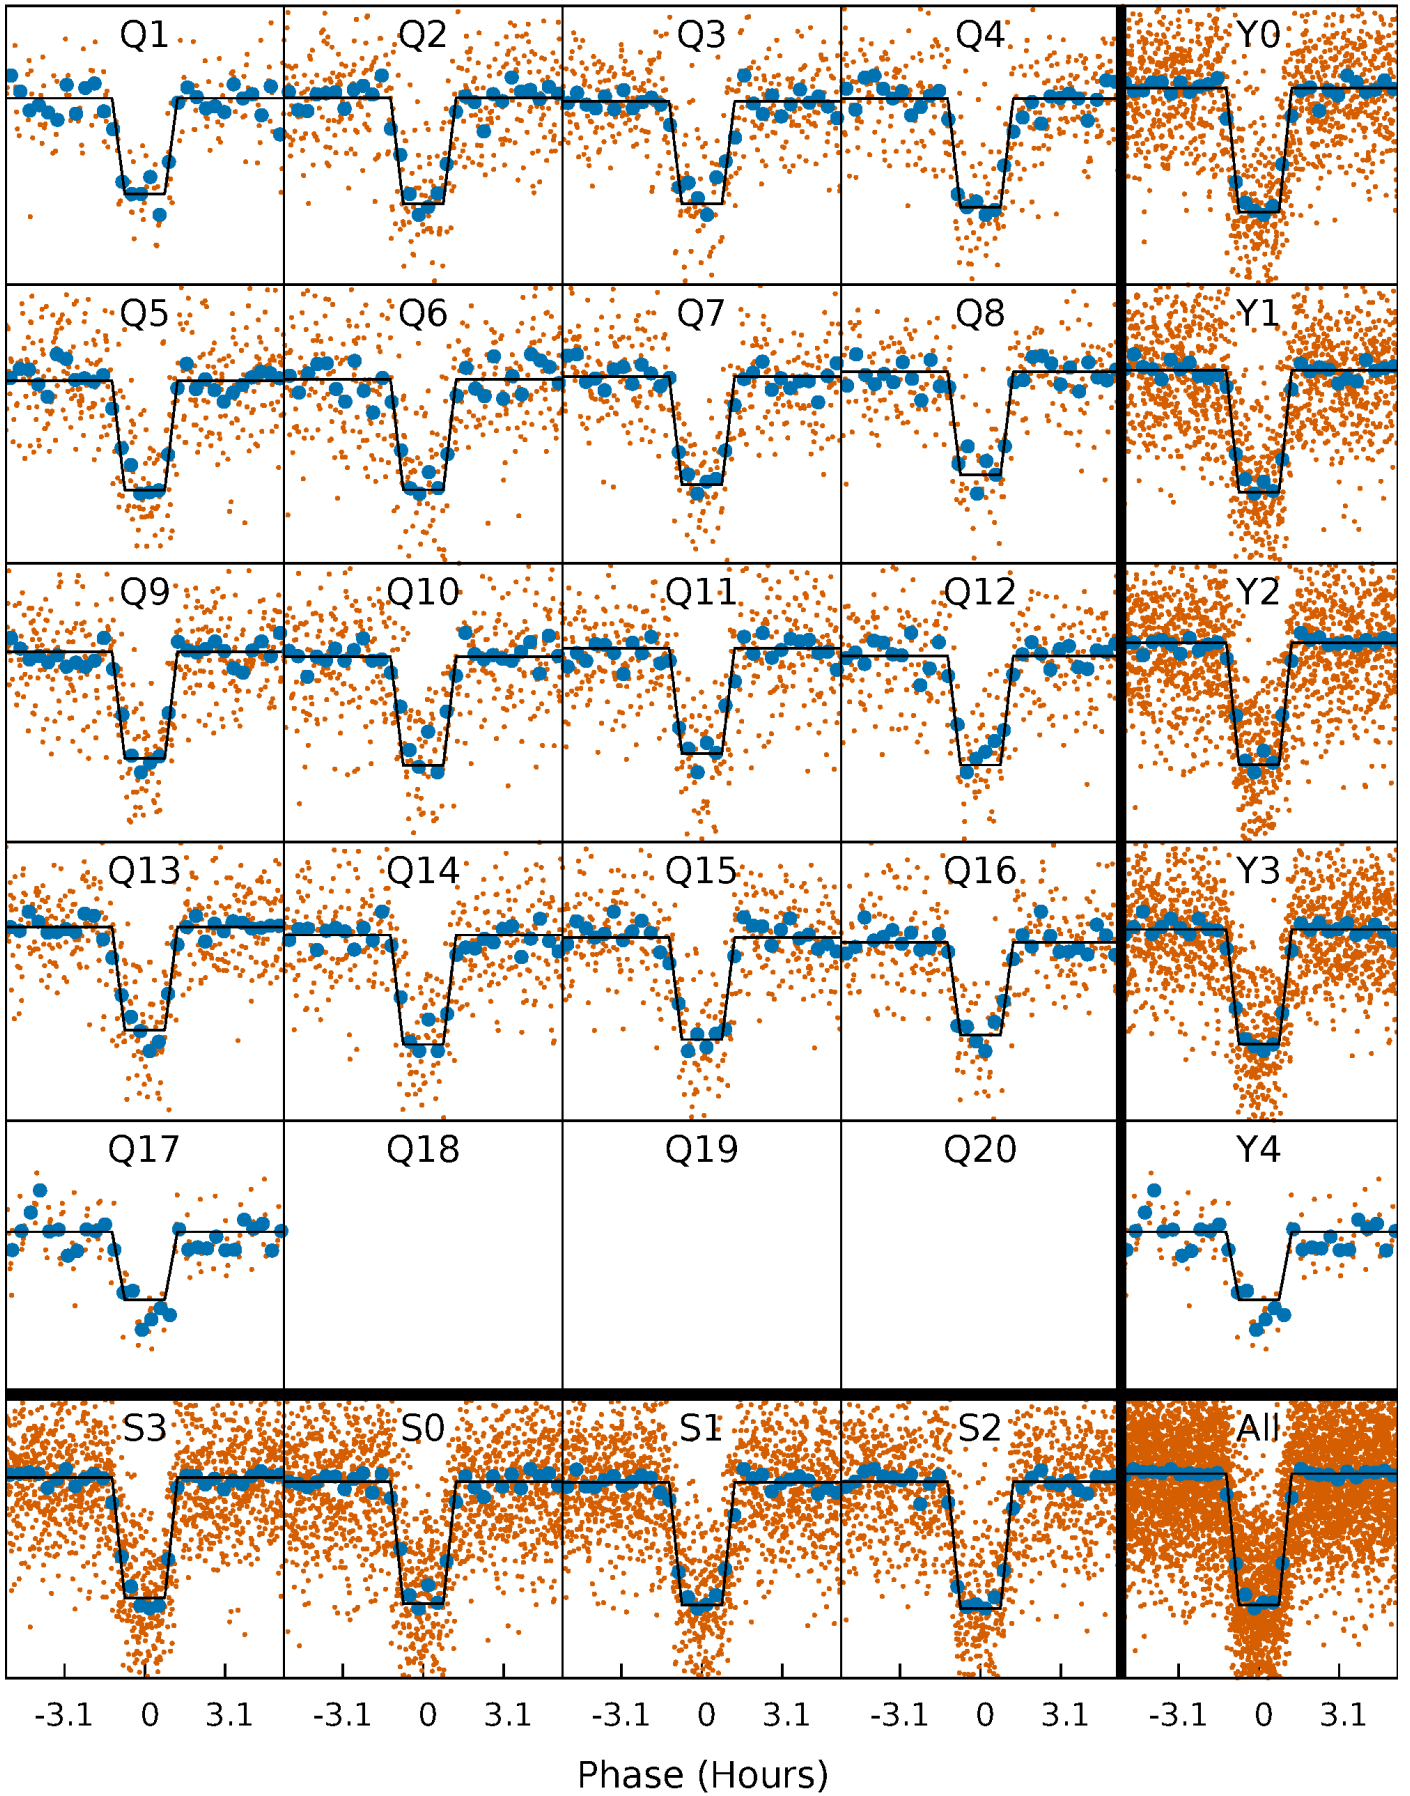 Q1 Q2 Q3 Q4 Y0
Q5 Q6 Q7 Q8 Y1
Q9 Q10 Q11 Q12 Y2
Q13 Q14 Q15 Q16 Y3
Q17 Q18 Q19 Q20 Y4
S3 S0 S1 S2 All
-3.1 0 3.1 -3.1 0 3.1 -3.1 0 3.1 -3.1 0 3.1 -3.1 0 3.1
Phase (Hours)